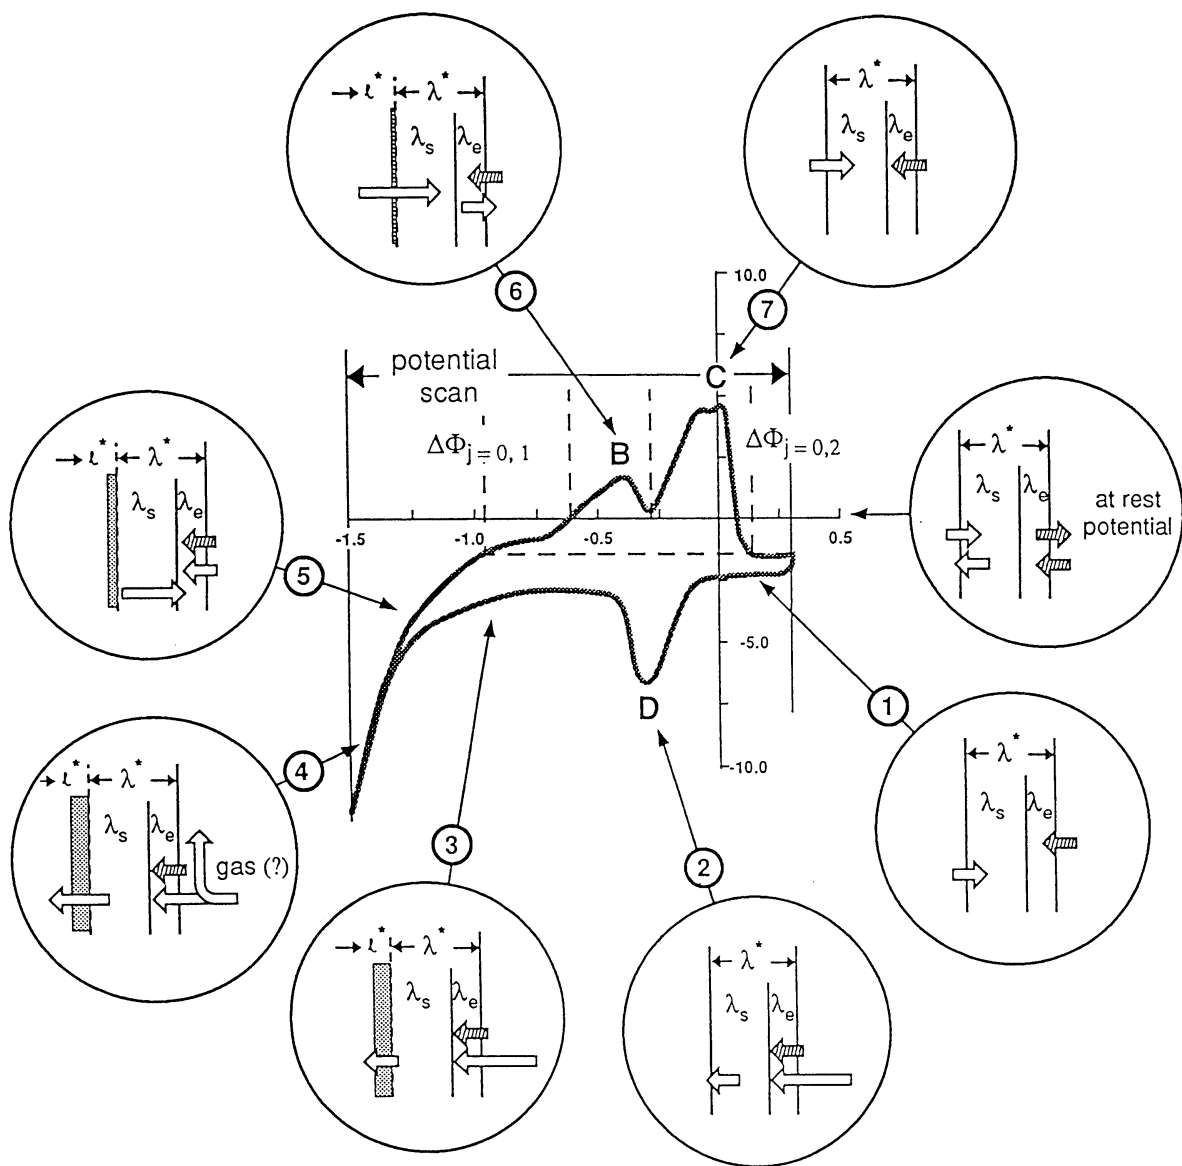 ℓ* λ*
λs λe
λ*
λs λe
6
7
10.0
potential
scan
C
ΔΦj=0,1
B
ΔΦj=0,2
ℓ* λ*
λs λe
λ*
λs λe
at rest
potential
-1.5 -1.0 -0.5 0.5
5
-5.0
D
1
4
-10.0
ℓ* λ*
λs λe
gas (?)
3
2
λ*
λs λe
ℓ* λ*
λs λe
λ*
λs λe